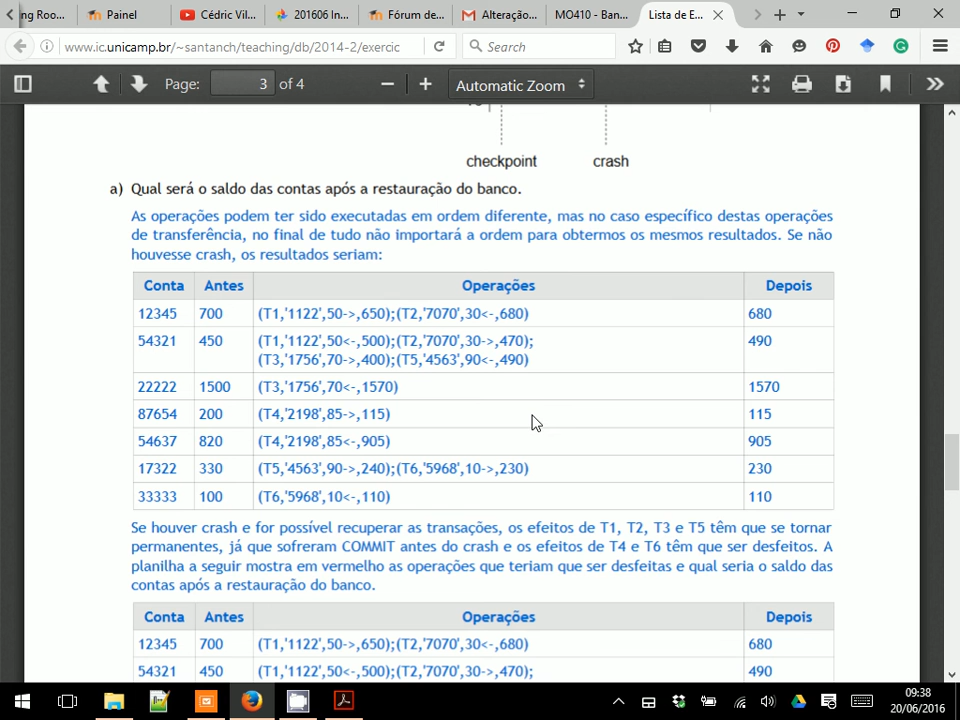 ng Roo...
Painel
Cédric Vil...
201606 In...
Fórum de...
Alteração...
MO410 - Ban...
Lista de E...
www.ic.unicamp.br/~santanch/teaching/db/2014-2/exercic
Search
Page: 3 of 4
Automatic Zoom
checkpoint crash
a) Qual será o saldo das contas após a restauração do banco.
As operações podem ter sido executadas em ordem diferente, mas no caso específico destas operações
de transferência, no final de tudo não importará a ordem para obtermos os mesmos resultados. Se não
houvesse crash, os resultados seriam:
Conta Antes Operações Depois
12345 700 (T1,'1122',50->,650);(T2,'7070',30<-,680) 680
54321 450 (T1,'1122',50<-,500);(T2,'7070',30->,470); 490
(T3,'1756',70->,400);(T5,'4563',90<-,490)
22222 1500 (T3,'1756',70<-,1570) 1570
87654 200 (T4,'2198',85->,115) 115
54637 820 (T4,'2198',85<-,905) 905
17322 330 (T5,'4563',90->,240);(T6,'5968',10->,230) 230
33333 100 (T6,'5968',10<-,110) 110
Se houver crash e for possível recuperar as transações, os efeitos de T1, T2, T3 e T5 têm que se tornar
permanentes, já que sofreram COMMIT antes do crash e os efeitos de T4 e T6 têm que ser desfeitos. A
planilha a seguir mostra em vermelho as operações que teriam que ser desfeitas e qual seria o saldo das
contas após a restauração do banco.
Conta Antes Operações Depois
12345 700 (T1,'1122',50->,650);(T2,'7070',30<-,680) 680
54321 450 (T1,'1122',50<-,500);(T2,'7070',30->,470); 490
09:38
20/06/2016